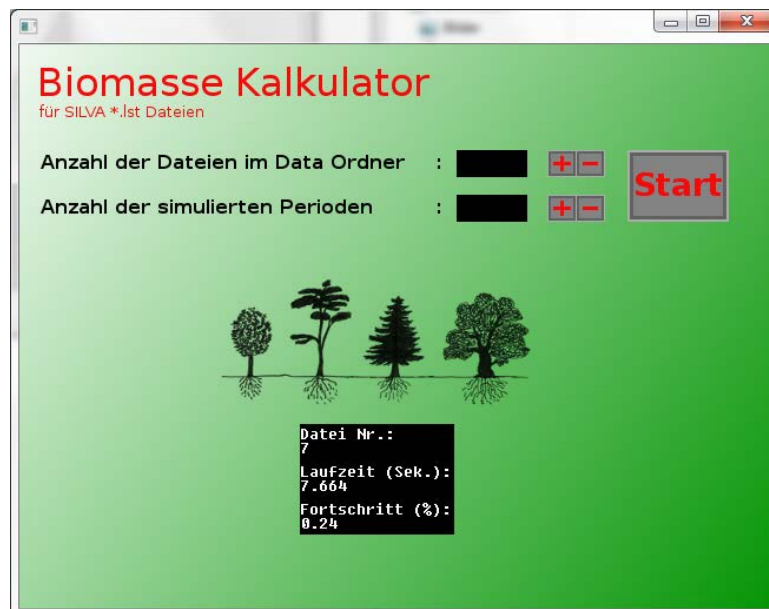 Biomasse Kalkulator
für SILVA *.lst Dateien
Anzahl der Dateien im Data Ordner : + −
Start
Anzahl der simulierten Perioden : + −
Datei Nr.:
7
Laufzeit (Sek.):
7.664
Fortschritt (%):
0.24